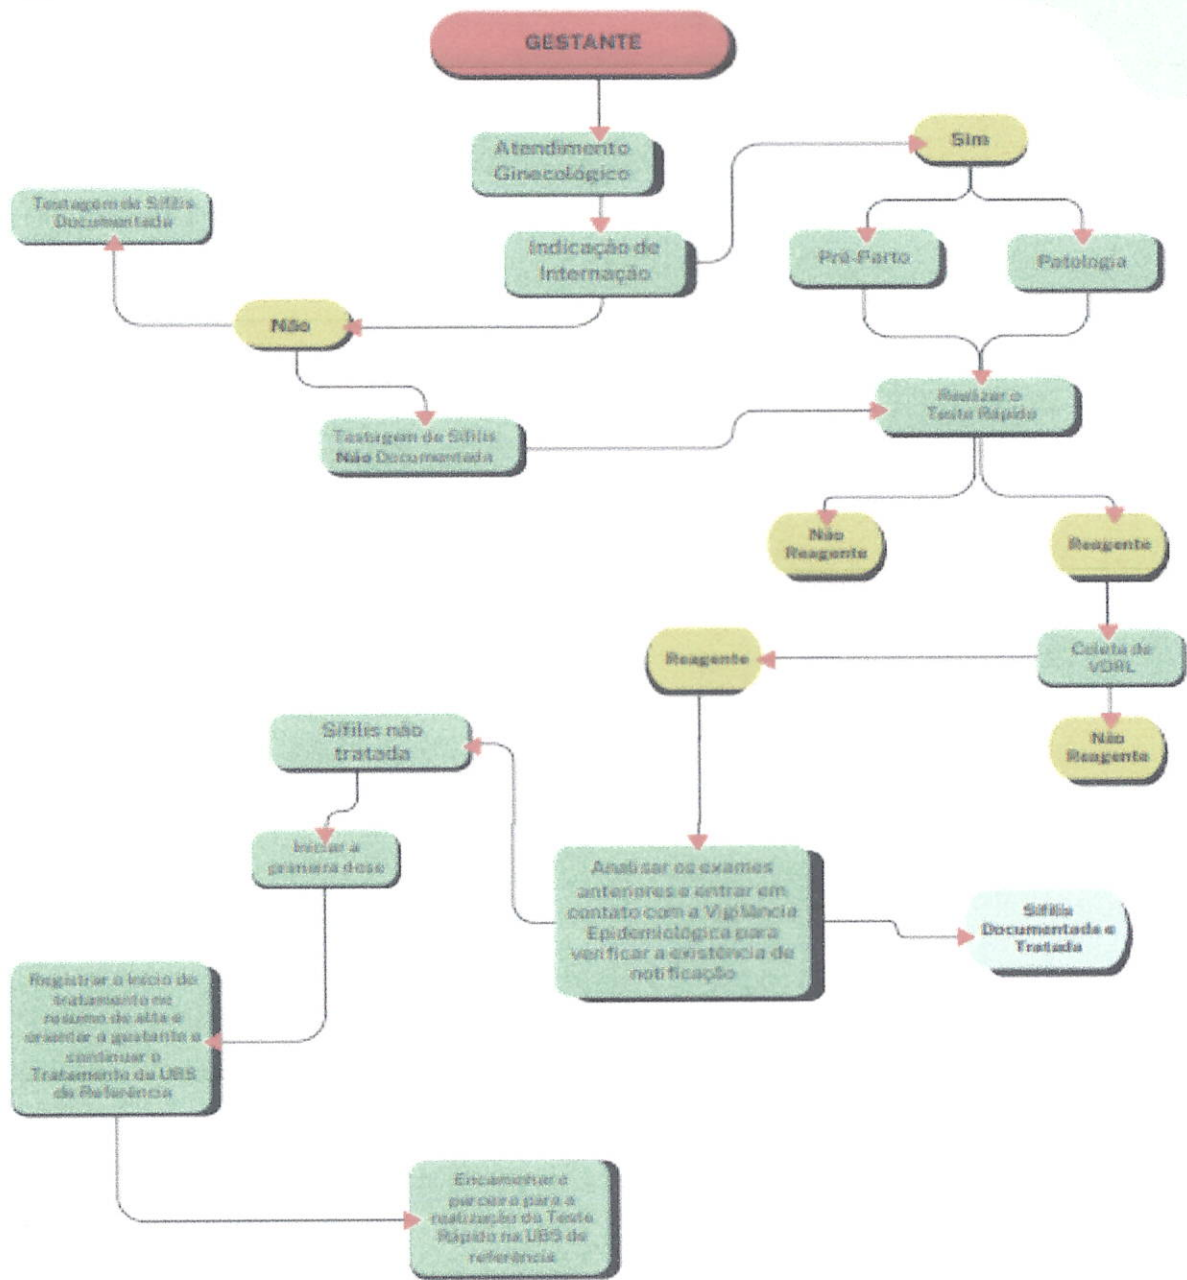 GESTANTE
Atendimento
Ginecológico
Sim
Testagem de Sífilis
Documentada
Indicação de
Internação
Pré-Parto
Patologia
Não
Realizar o
Teste Rápido
Testagem de Sífilis
Não Documentada
Não
Reagente
Reagente
Coleta de
VDRL
Reagente
Não
Reagente
Sífilis não
tratada
Iniciar a
primeira dose
Analisar os exames
anteriores e entrar em
contato com a Vigilância
Epidemiológica para
verificar a existência de
notificação
Sífilis
Documentada e
Tratada
Registrar o início do
tratamento no
resumo de alta e
orientar a gestante a
continuar o
Tratamento da UBS
de Referência
Encaminhar o
parceiro para a
realização do Teste
Rápido na UBS de
referência